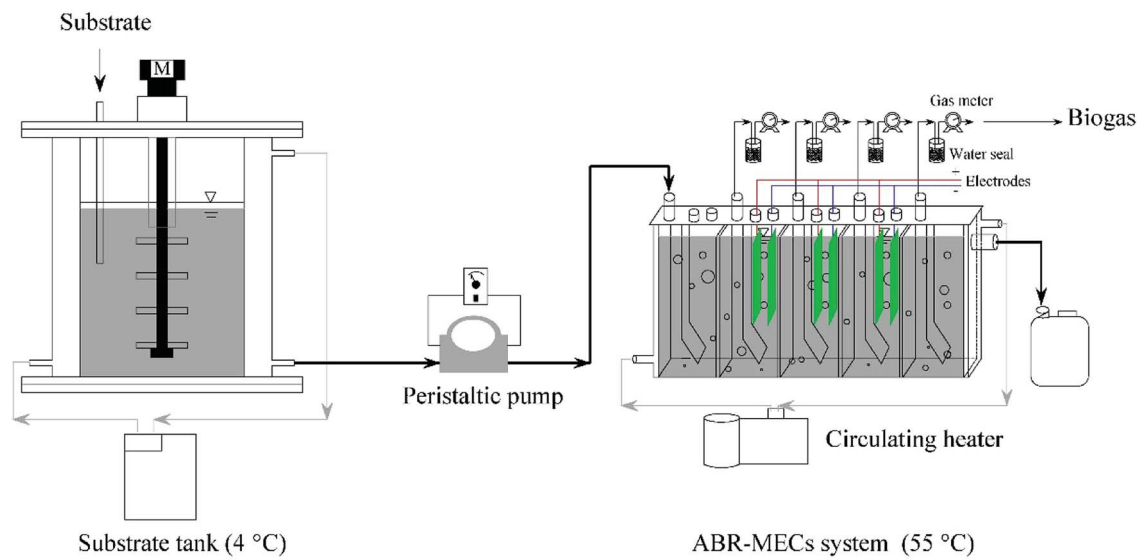 Substrate
M
Gas meter
Biogas
Water seal
+
Electrodes
-
Peristaltic pump
Circulating heater
Substrate tank (4 °C)
ABR-MECs system (55 °C)